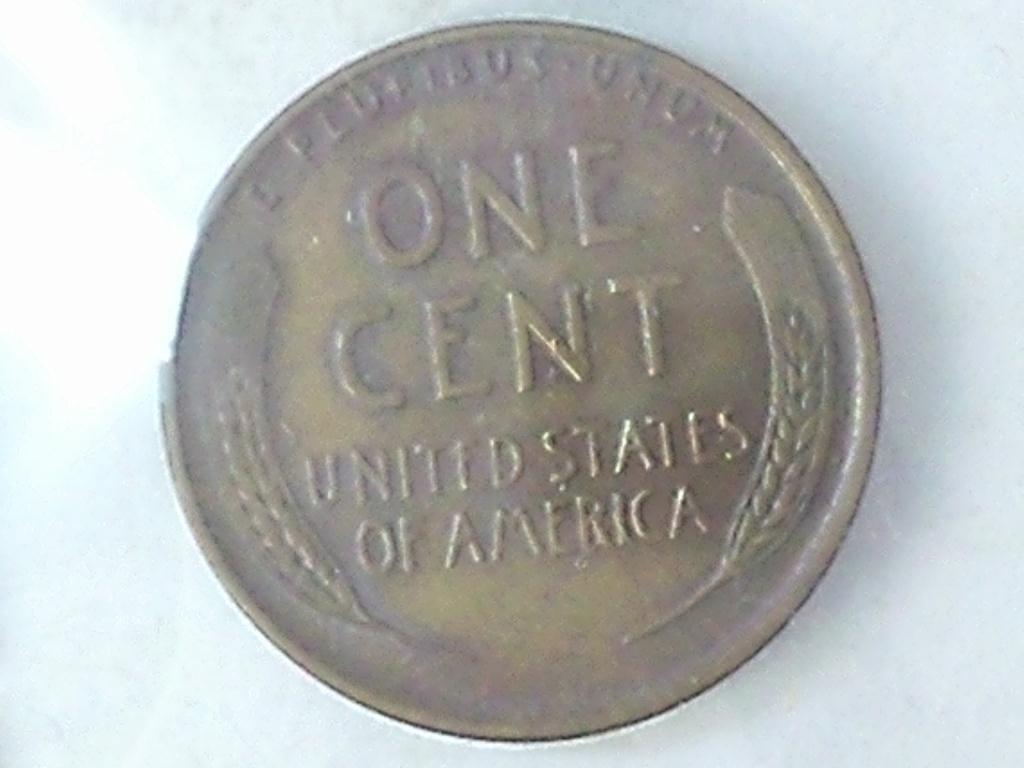 E · PLURIBUS · UNUM
ONE
CENT
UNITED STATES
OF AMERICA